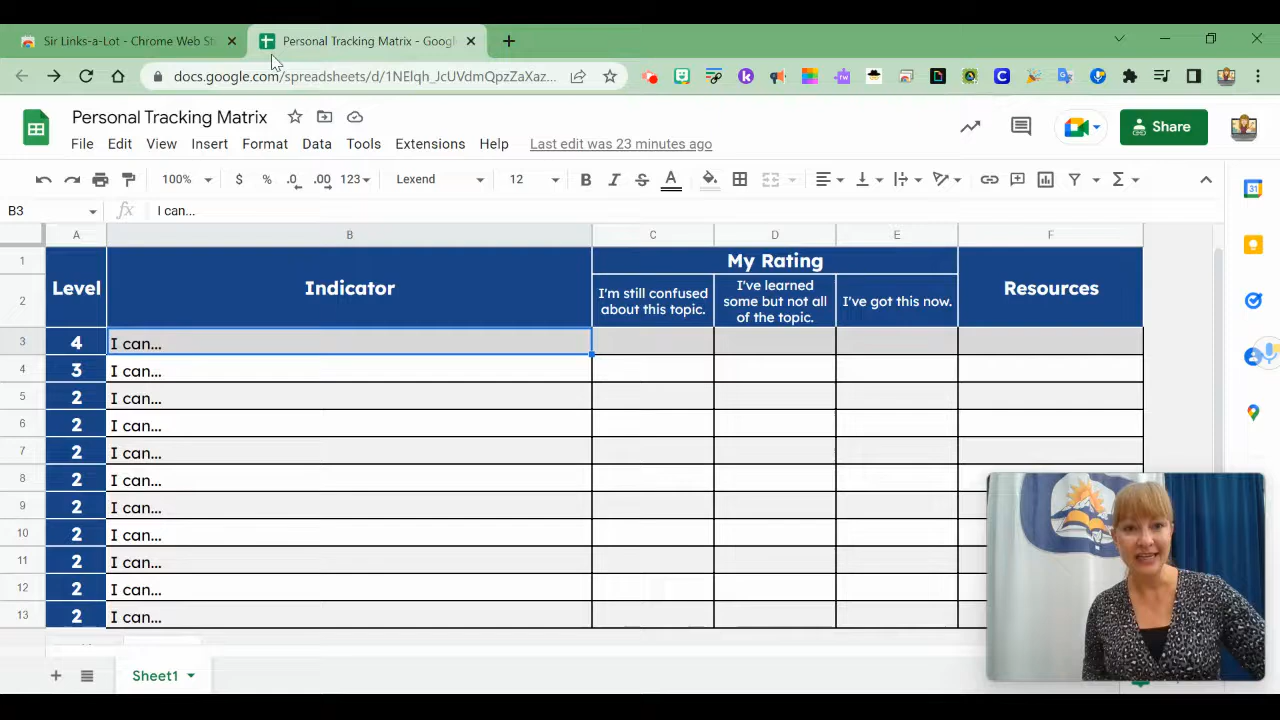 Sir Links-a-Lot - Chrome Web St
Personal Tracking Matrix - Googl
docs.google.com/spreadsheets/d/1NElqh_JcUVdmQpzZaXaz...
Personal Tracking Matrix
File Edit View Insert Format Data Tools Extensions Help Last edit was 23 minutes ago
Share
100% $ % .0 .00 123 Lexend 12 B I S A
B3 fx I can...
A B C D E F
1 Level Indicator My Rating Resources
2 I'm still confused about this topic. I've learned some but not all of the topic. I've got this now.
3 4 I can...
4 3 I can...
5 2 I can...
6 2 I can...
7 2 I can...
8 2 I can...
9 2 I can...
10 2 I can...
11 2 I can...
12 2 I can...
13 2 I can...
Sheet1